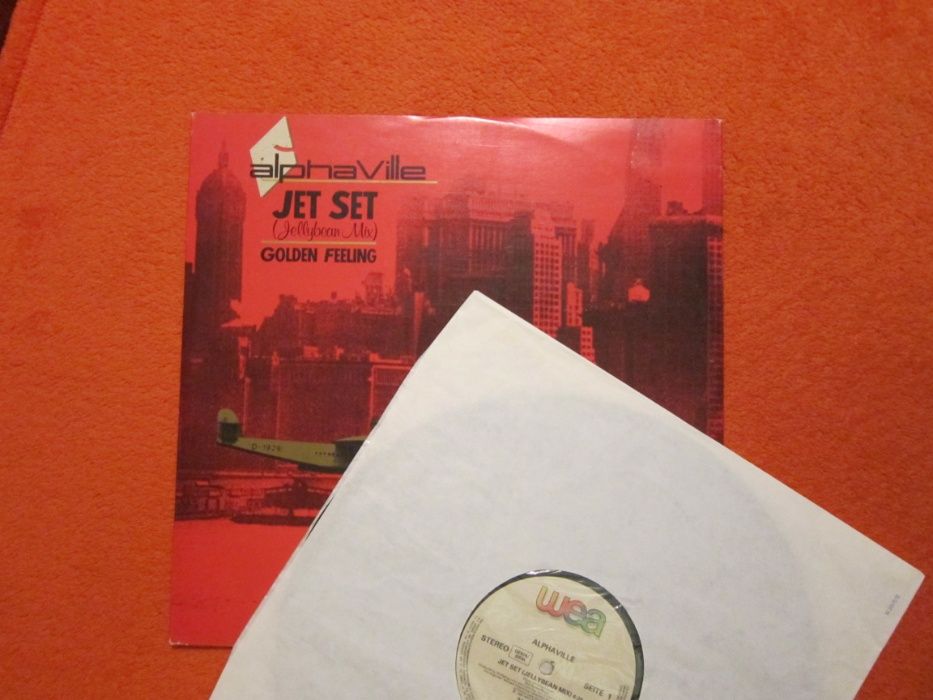 alphaville
JET SET
(Jellybean Mix)
GOLDEN FEELING
D-1929
wea
ALPHAVILLE
STEREO
JET SET (JELLYBEAN MIX)
SEITE 1